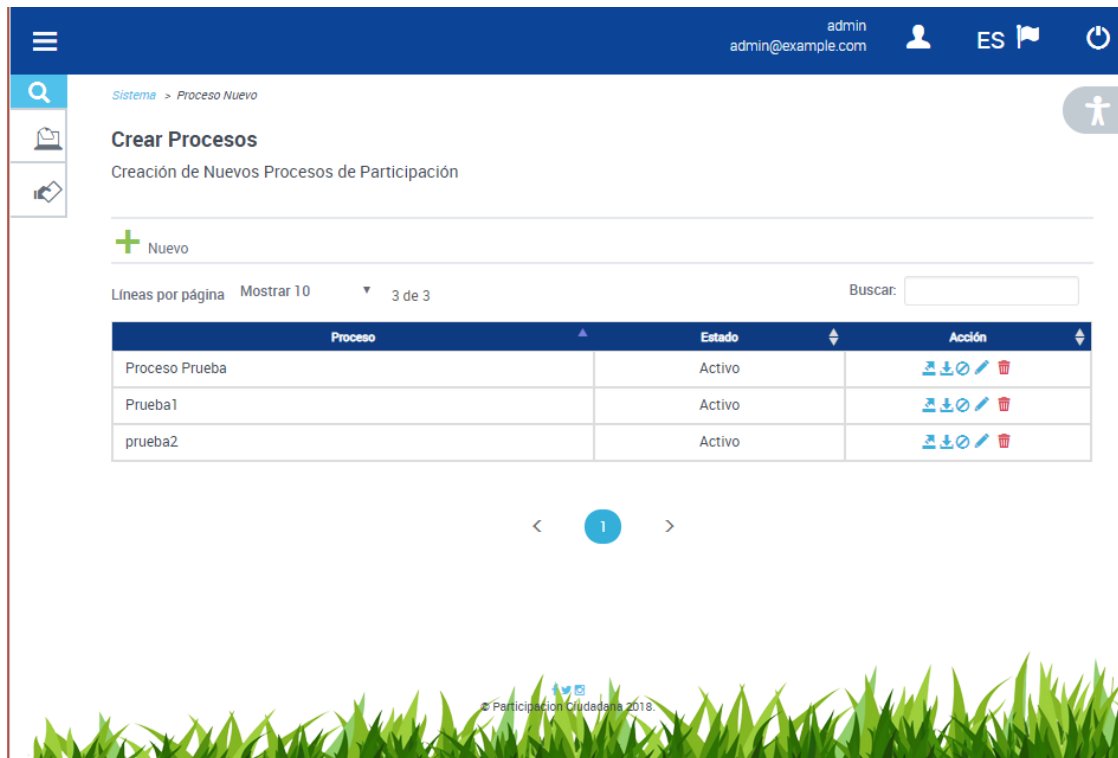 admin
admin@example.com
ES
Sistema > Proceso Nuevo
Crear Procesos
Creación de Nuevos Procesos de Participación
Nuevo
Líneas por página Mostrar 10 3 de 3 Buscar:
Proceso Estado Acción
Proceso Prueba Activo
Prueba1 Activo
prueba2 Activo
< 1 >
© Participacion Ciudadana 2018.